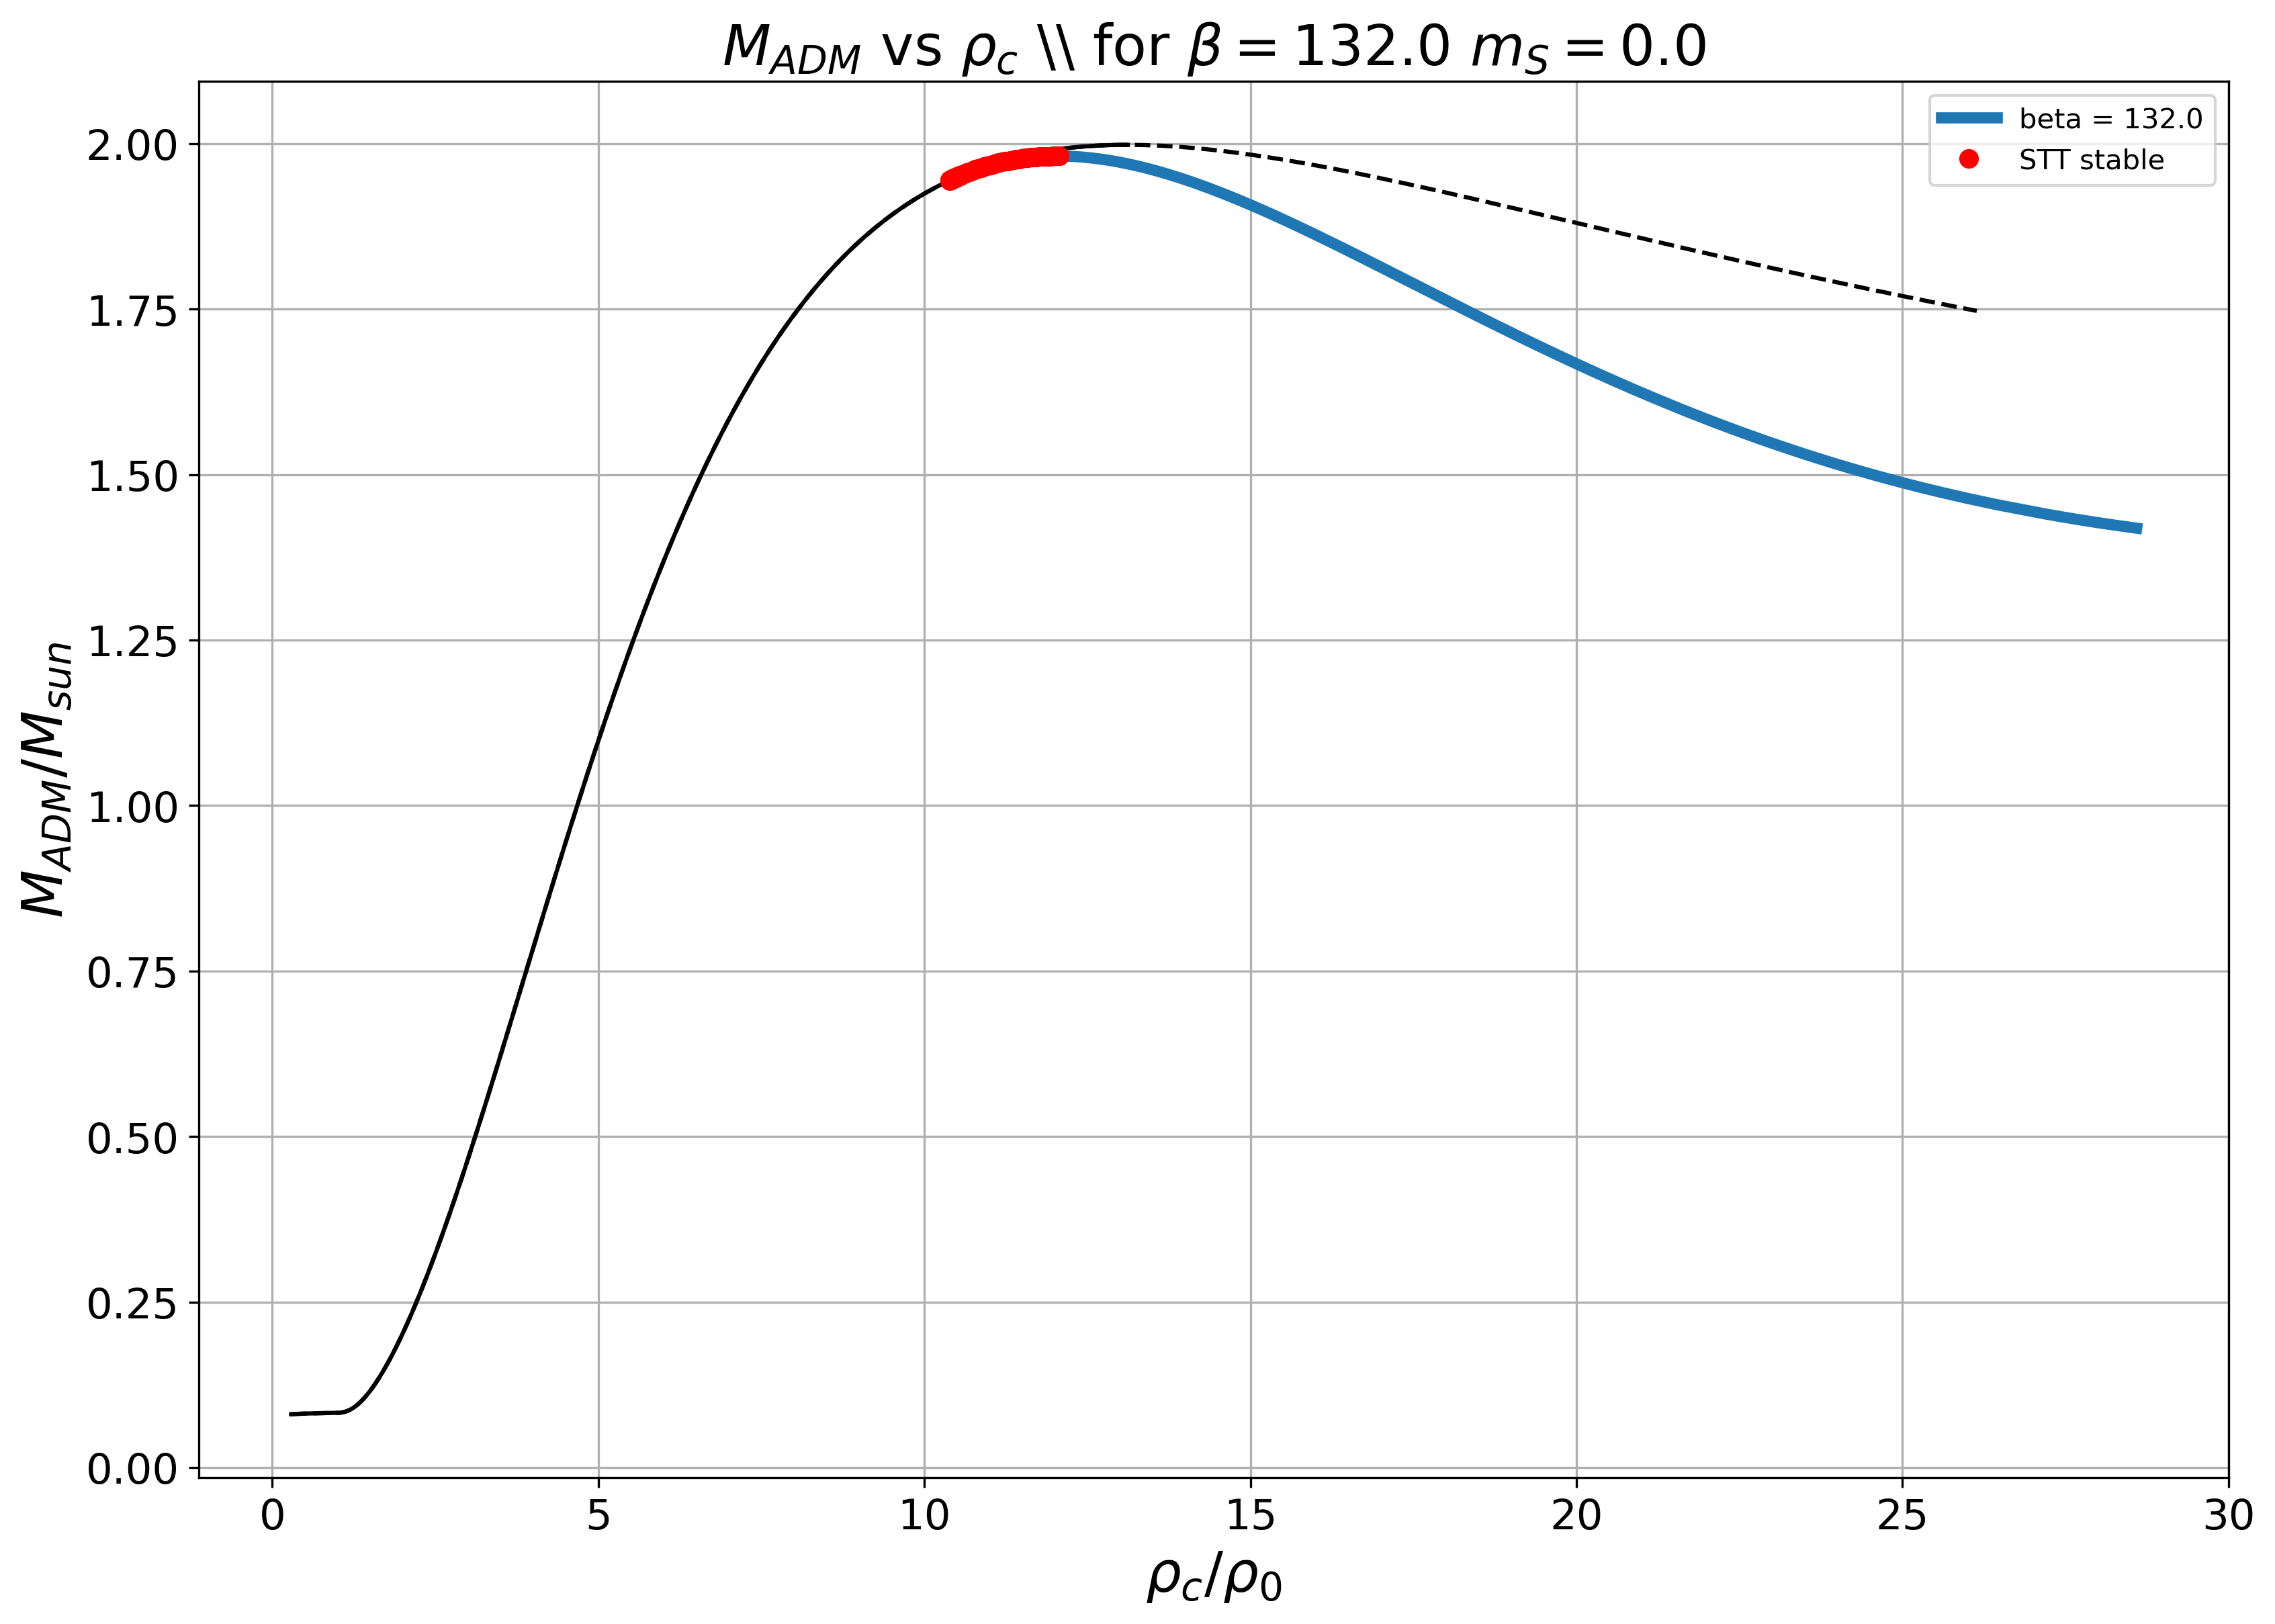 M_ADM vs ρ_c \\ for β = 132.0 m_S = 0.0
beta = 132.0
STT stable
M_ADM/M_sun
2.00
1.75
1.50
1.25
1.00
0.75
0.50
0.25
0.00
0 5 10 15 20 25 30
ρ_c/ρ_0